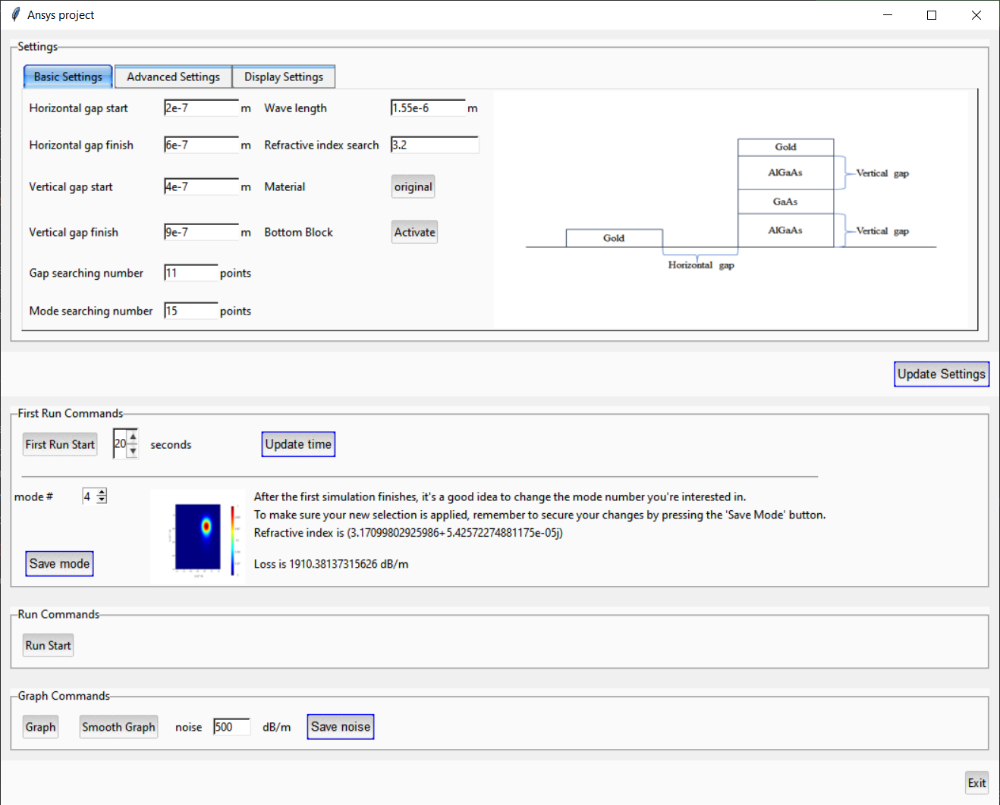 Ansys project
Settings
Basic Settings Advanced Settings Display Settings
Horizontal gap start 2e-7 m Wave length 1.55e-6 m
Horizontal gap finish 6e-7 m Refractive index search 3.2
Vertical gap start 4e-7 m Material original
Vertical gap finish 9e-7 m Bottom Block Activate
Gap searching number 11 points
Mode searching number 15 points
Gold
AlGaAs Vertical gap
GaAs
AlGaAs Vertical gap
Gold
Horizontal gap
Update Settings
First Run Commands
First Run Start 20 seconds Update time
mode # 4
After the first simulation finishes, it's a good idea to change the mode number you're interested in.
To make sure your new selection is applied, remember to secure your changes by pressing the 'Save Mode' button.
Refractive index is (3.17099802925986+5.42572274881175e-05j)
Save mode
Loss is 1910.38137315626 dB/m
Run Commands
Run Start
Graph Commands
Graph Smooth Graph noise 500 dB/m Save noise
Exit